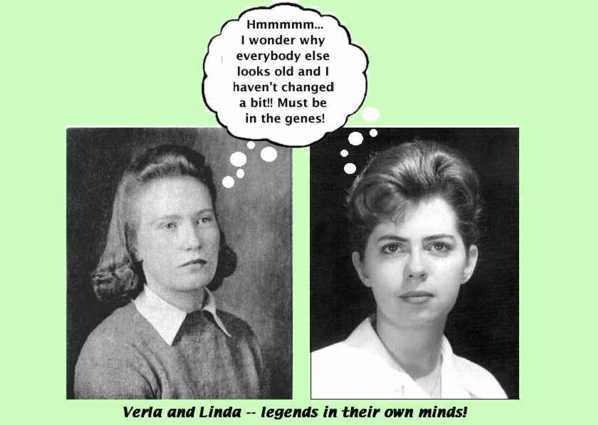 Hmmmmm...
I wonder why
everybody else
looks old and I
haven't changed
a bit!! Must be
in the genes!
Verla and Linda -- legends in their own minds!